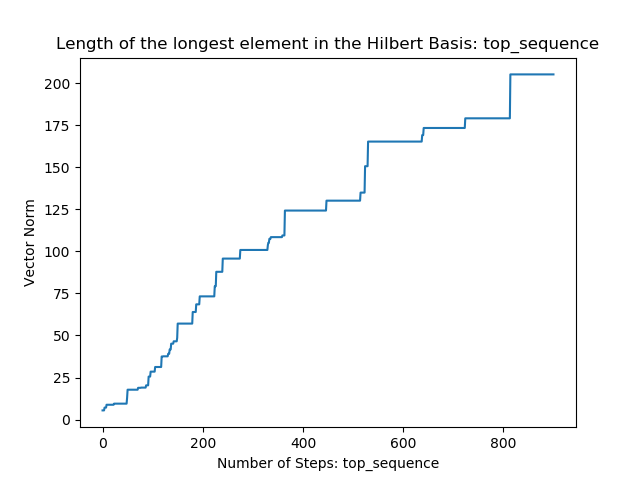 Length of the longest element in the Hilbert Basis: top_sequence
200
175
150
125
100
75
50
25
0
Vector Norm
0 200 400 600 800
Number of Steps: top_sequence